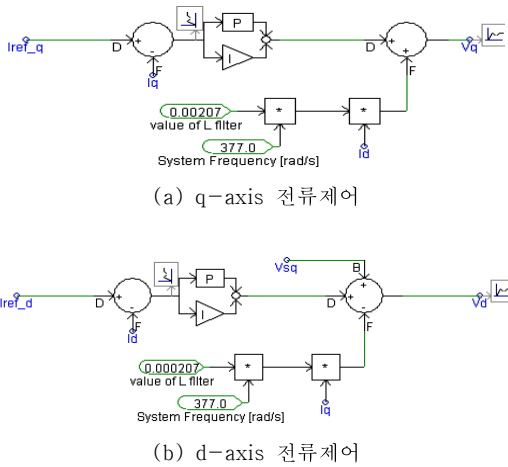 Iref_q
D
+
-
F
Iq
P
I
D
+
+
F
Vq
0.00207
value of L filter
*
*
377.0
System Frequency [rad/s]
Id
(a) q-axis 전류제어
Iref_d
D
+
-
F
Id
P
I
Vsq
B
D
+
+
-
F
Vd
0.000207
value of L filter
*
*
377.0
System Frequency [rad/s]
Iq
(b) d-axis 전류제어